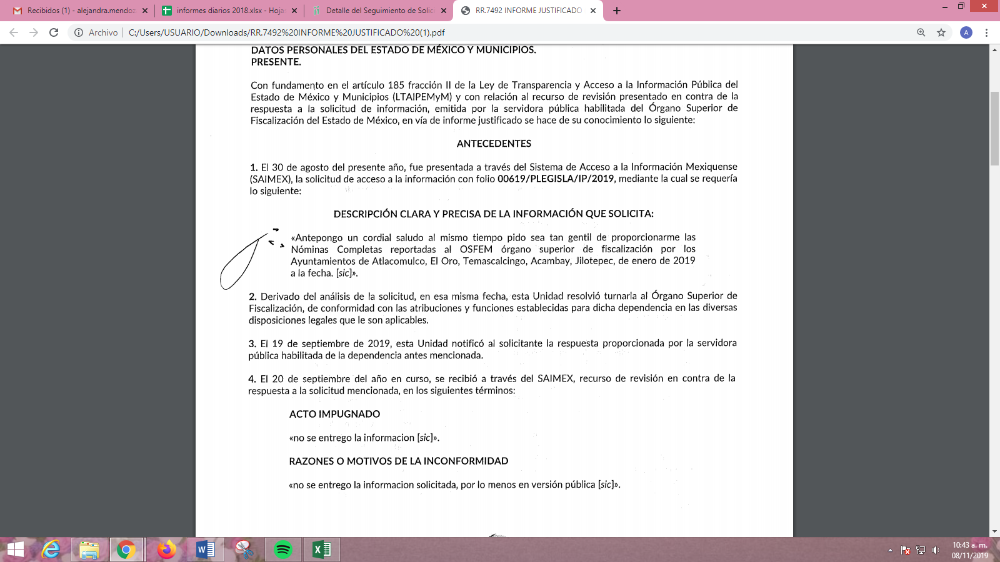 Recibidos (1) - alejandra.mendoz
informes diarios 2018.xlsx - Hoja
Detalle del Seguimiento de Solici
RR.7492 INFORME JUSTIFICADO
Archivo
C:/Users/USUARIO/Downloads/RR.7492%20INFORME%20JUSTIFICADO%20(1).pdf
A
DATOS PERSONALES DEL ESTADO DE MÉXICO Y MUNICIPIOS.
PRESENTE.
Con fundamento en el artículo 185 fracción II de la Ley de Transparencia y Acceso a la Información Pública del
Estado de México y Municipios (LTAIPEMyM) y con relación al recurso de revisión presentado en contra de la
respuesta a la solicitud de información, emitida por la servidora pública habilitada del Órgano Superior de
Fiscalización del Estado de México, en vía de informe justificado se hace de su conocimiento lo siguiente:
ANTECEDENTES
1. El 30 de agosto del presente año, fue presentada a través del Sistema de Acceso a la Información Mexiquense
(SAIMEX), la solicitud de acceso a la información con folio 00619/PLEGISLA/IP/2019, mediante la cual se requería
lo siguiente:
DESCRIPCIÓN CLARA Y PRECISA DE LA INFORMACIÓN QUE SOLICITA:
«Antepongo un cordial saludo al mismo tiempo pido sea tan gentil de proporcionarme las
Nóminas Completas reportadas al OSFEM órgano superior de fiscalización por los
Ayuntamientos de Atlacomulco, El Oro, Temascalcingo, Acambay, Jilotepec, de enero de 2019
a la fecha. [sic]».
2. Derivado del análisis de la solicitud, en esa misma fecha, esta Unidad resolvió turnarla al Órgano Superior de
Fiscalización, de conformidad con las atribuciones y funciones establecidas para dicha dependencia en las diversas
disposiciones legales que le son aplicables.
3. El 19 de septiembre de 2019, esta Unidad notificó al solicitante la respuesta proporcionada por la servidora
pública habilitada de la dependencia antes mencionada.
4. El 20 de septiembre del año en curso, se recibió a través del SAIMEX, recurso de revisión en contra de la
respuesta a la solicitud mencionada, en los siguientes términos:
ACTO IMPUGNADO
«no se entrego la informacion [sic]».
RAZONES O MOTIVOS DE LA INCONFORMIDAD
«no se entrego la informacion solicitada, por lo menos en versión pública [sic]».
10:43 a. m.
08/11/2019